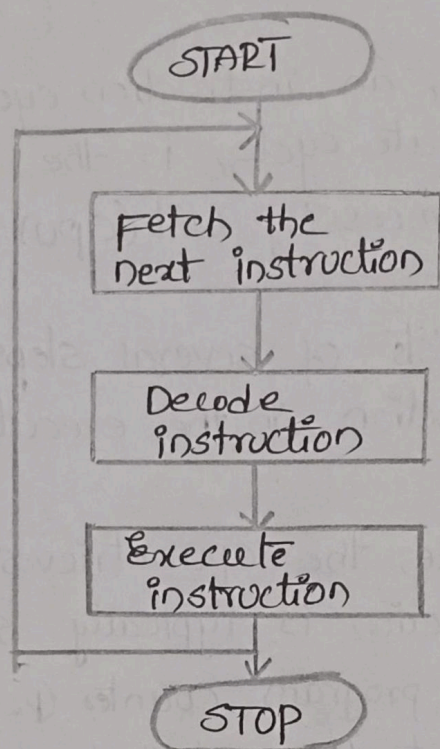 START
Fetch the
next instruction
Decode
instruction
Execute
instruction
STOP